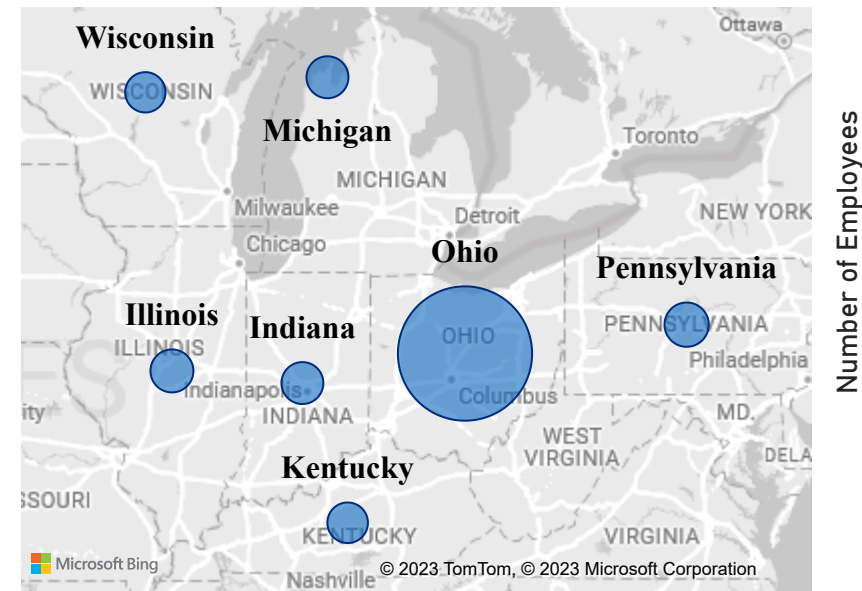 Ottawa
Wisconsin
WISCONSIN
Michigan
Toronto
MICHIGAN
Milwaukee
Detroit
NEW YORK
Chicago
Ohio
Pennsylvania
Illinois
Indiana
OHIO
PENNSYLVANIA
ILLINOIS
Philadelphia
Indianapolis
Columbus
ity
INDIANA
MD.
WEST
VIRGINIA
DELA
Kentucky
SSOURI
KENTUCKY
VIRGINIA
Microsoft Bing
Nashville
© 2023 TomTom, © 2023 Microsoft Corporation
Number of Employees